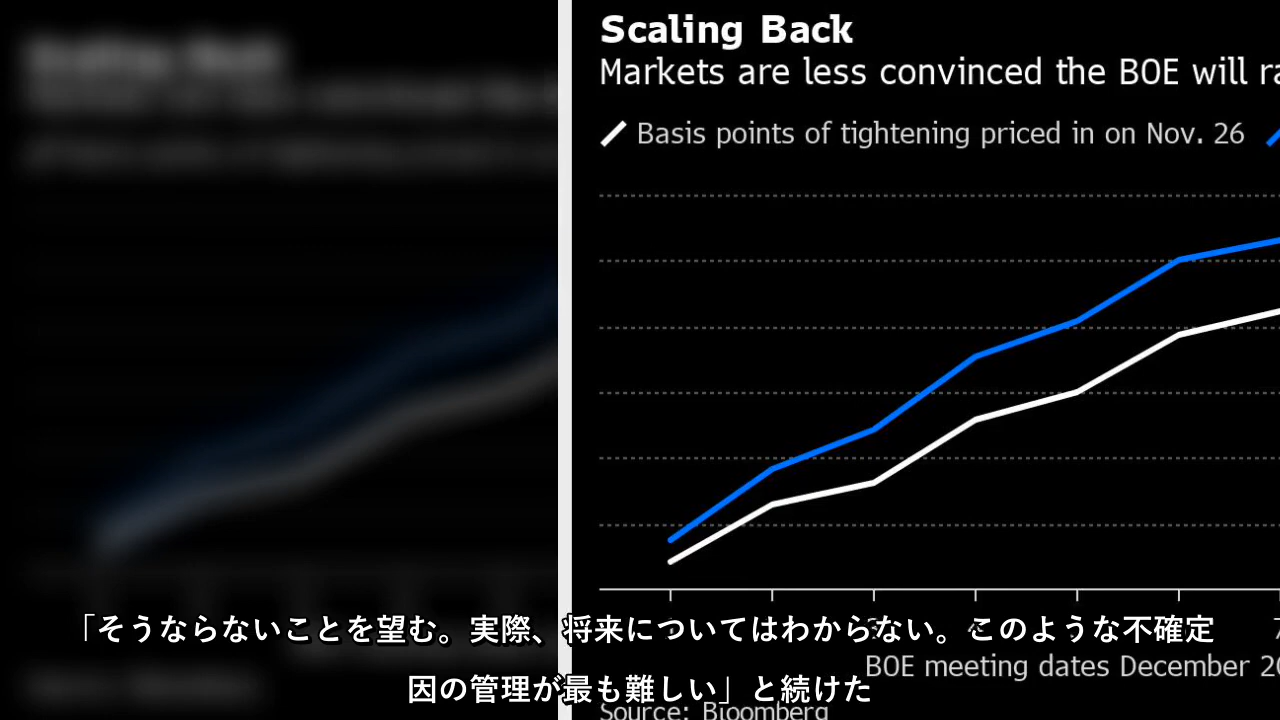 Scaling Back
Markets are less convinced the BOE will ra
Basis points of tightening priced in on Nov. 26
「そうならないことを望む。実際、将来についてはわからない。このような不確定
BOE meeting dates December 20
因の管理が最も難しい」と続けた
Source: Bloomberg